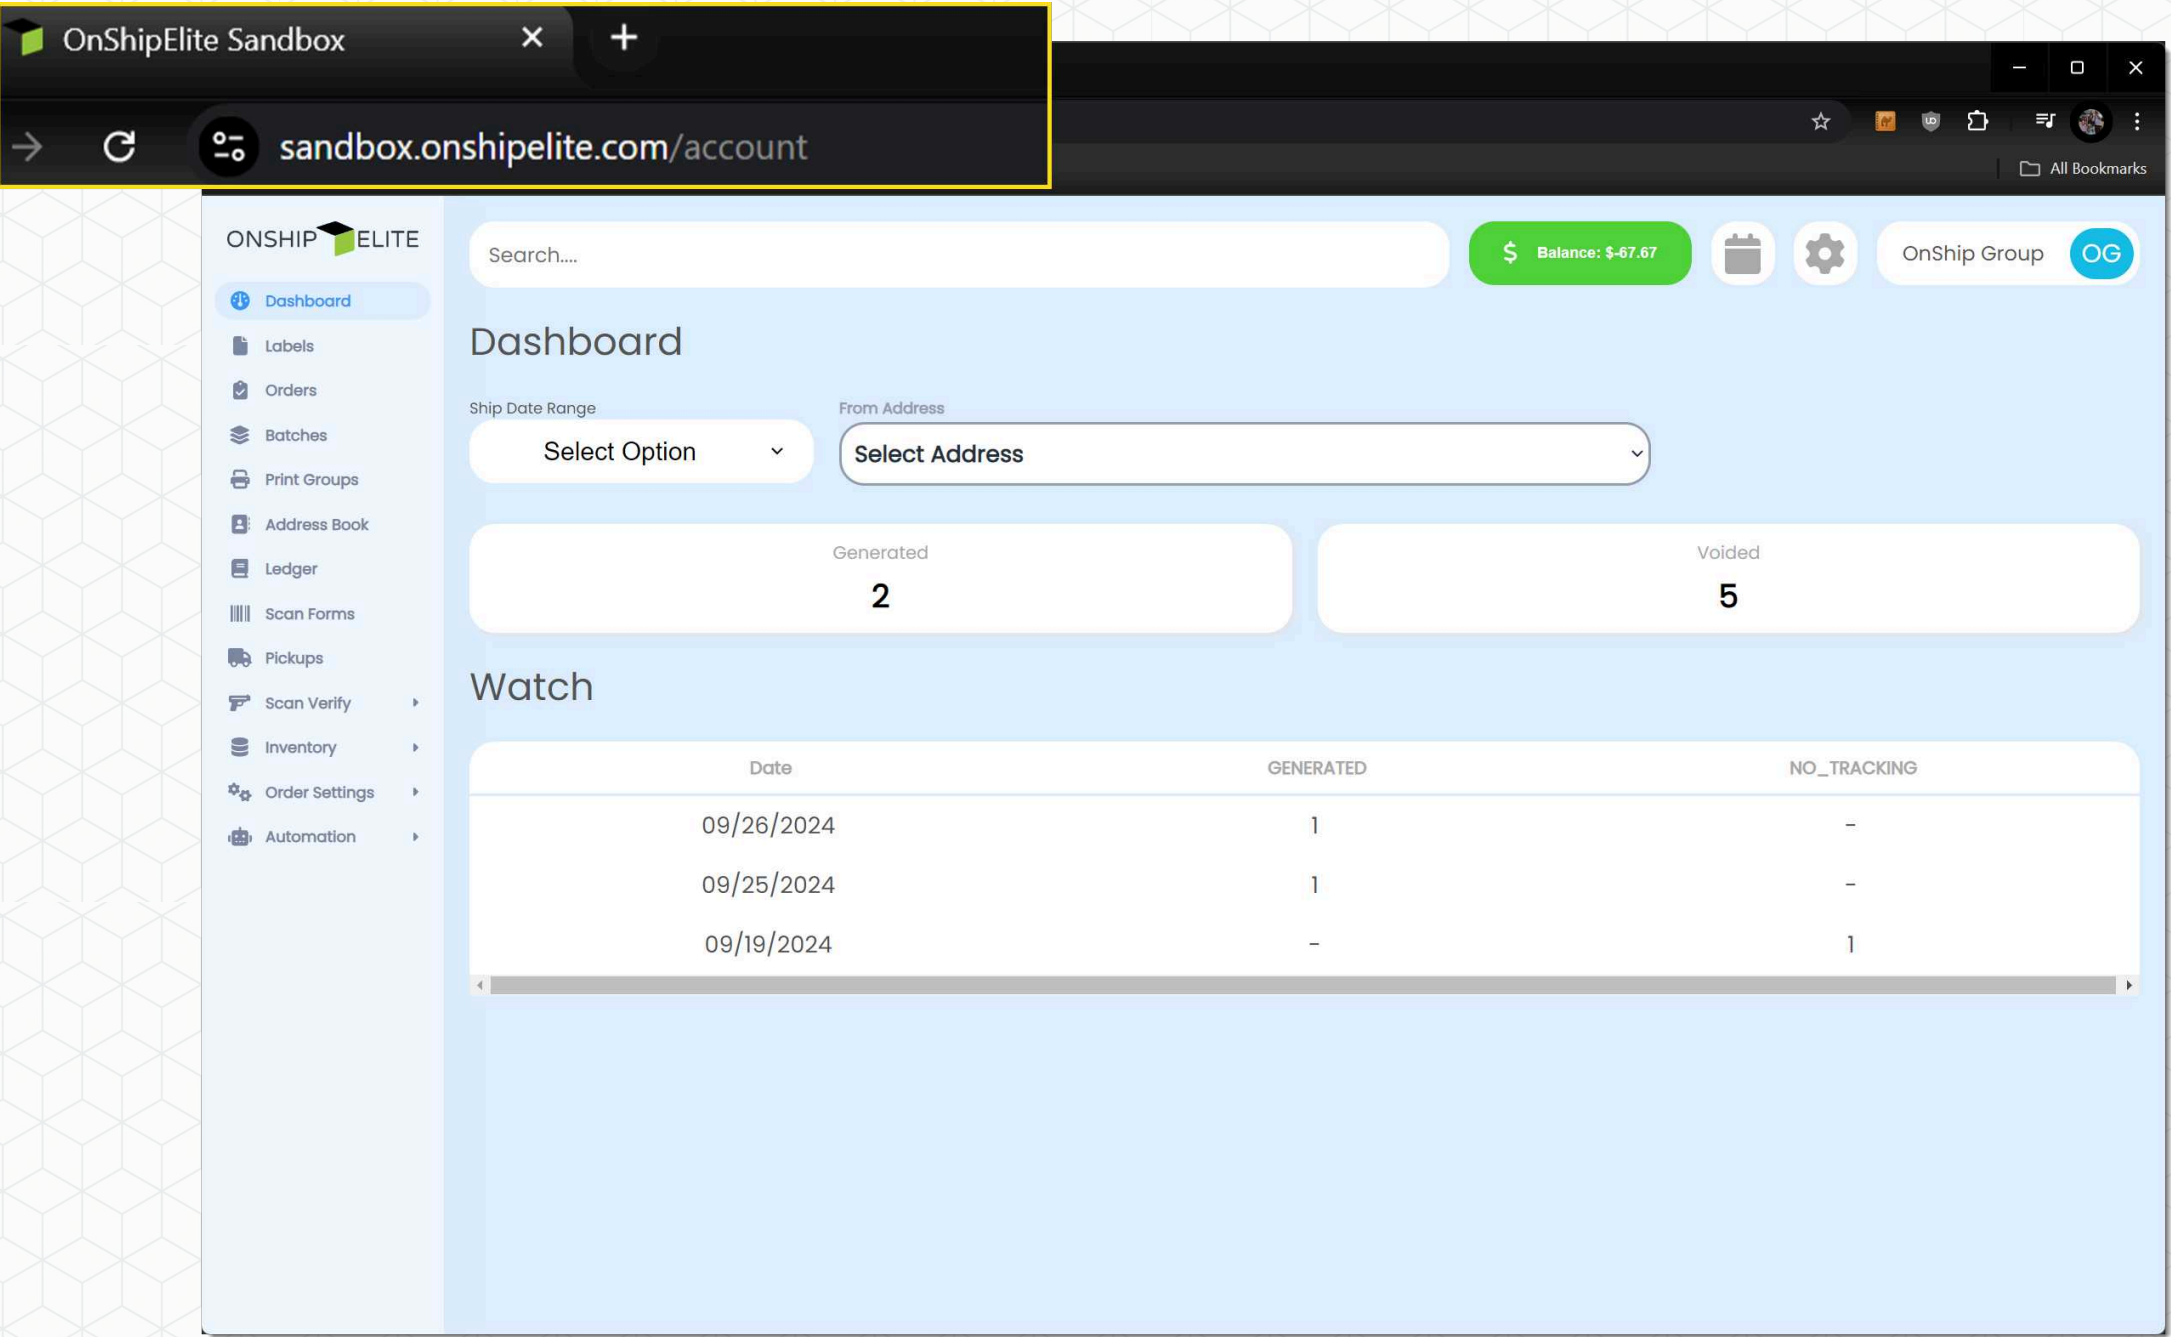 OnShipElite Sandbox
sandbox.onshipelite.com/account
All Bookmarks
ONSHIP ELITE
Search....
$ Balance: $-67.67
OnShip Group OG
Dashboard
Labels
Orders
Batches
Print Groups
Address Book
Ledger
Scan Forms
Pickups
Scan Verify
Inventory
Order Settings
Automation
Dashboard
Ship Date Range
From Address
Select Option
Select Address
Generated
2
Voided
5
Watch
Date GENERATED NO_TRACKING
09/26/2024 1 -
09/25/2024 1 -
09/19/2024 - 1